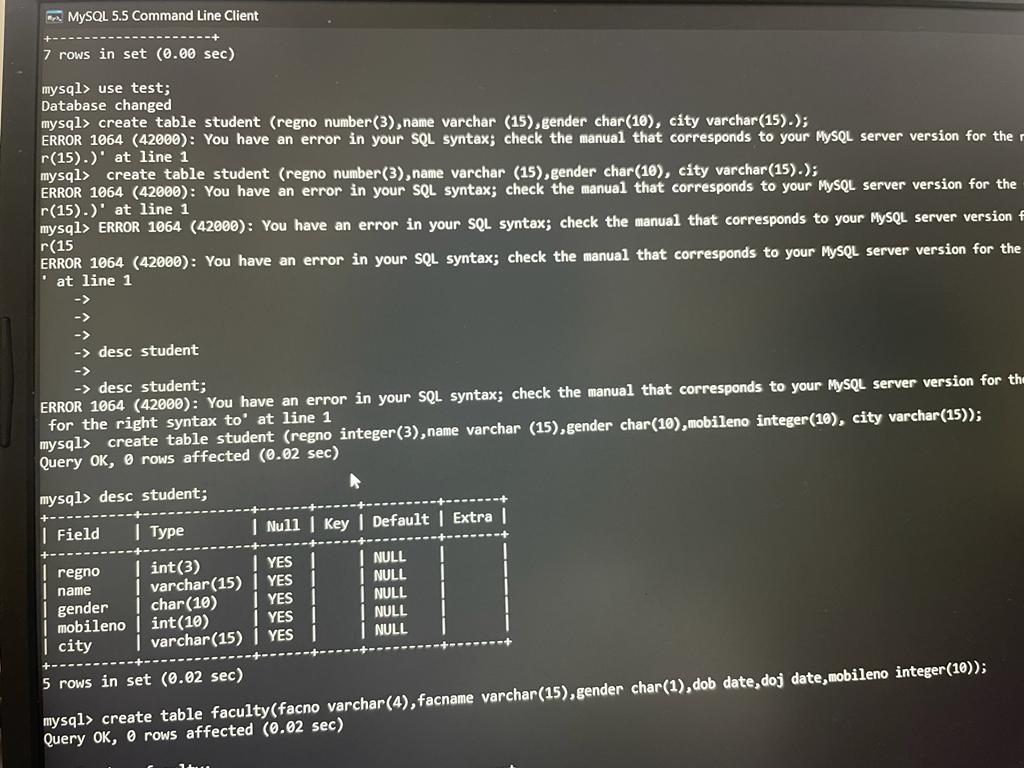 MySQL 5.5 Command Line Client
+--------------------+
7 rows in set (0.00 sec)
mysql> use test;
Database changed
mysql> create table student (regno number(3),name varchar (15),gender char(10), city varchar(15).);
ERROR 1064 (42000): You have an error in your SQL syntax; check the manual that corresponds to your MySQL server version for the
r(15).)' at line 1
mysql>  create table student (regno number(3),name varchar (15),gender char(10), city varchar(15).);
ERROR 1064 (42000): You have an error in your SQL syntax; check the manual that corresponds to your MySQL server version for the
r(15).)' at line 1
mysql> ERROR 1064 (42000): You have an error in your SQL syntax; check the manual that corresponds to your MySQL server version
r(15
ERROR 1064 (42000): You have an error in your SQL syntax; check the manual that corresponds to your MySQL server version for the
' at line 1
->
->
->
-> desc student
->
-> desc student;
ERROR 1064 (42000): You have an error in your SQL syntax; check the manual that corresponds to your MySQL server version for the
for the right syntax to' at line 1
mysql>  create table student (regno integer(3),name varchar (15),gender char(10),mobileno integer(10), city varchar(15));
Query OK, 0 rows affected (0.02 sec)
mysql> desc student;
+----------+-------------+------+-----+---------+-------+
| Field | Type | Null | Key | Default | Extra |
+----------+-------------+------+-----+---------+-------+
| regno | int(3) | YES | | NULL | |
| name | varchar(15) | YES | | NULL | |
| gender | char(10) | YES | | NULL | |
| mobileno | int(10) | YES | | NULL | |
| city | varchar(15) | YES | | NULL | |
+----------+-------------+------+-----+---------+-------+
5 rows in set (0.02 sec)
mysql> create table faculty(facno varchar(4),facname varchar(15),gender char(1),dob date,doj date,mobileno integer(10));
Query OK, 0 rows affected (0.02 sec)